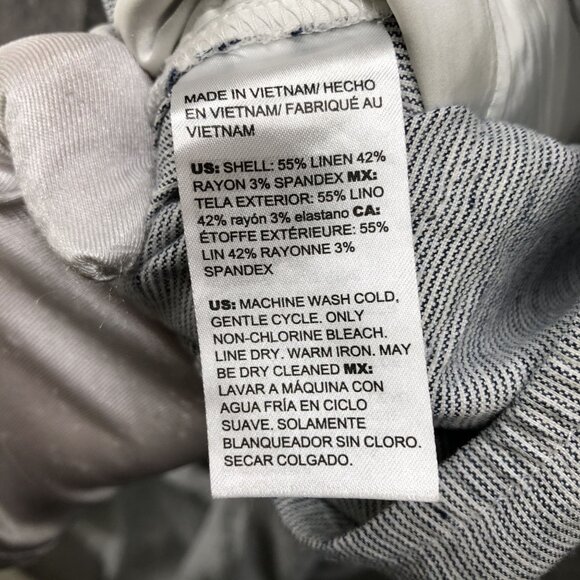 MADE IN VIETNAM/ HECHO
EN VIETNAM/ FABRIQUÉ AU
VIETNAM
US: SHELL: 55% LINEN 42%
RAYON 3% SPANDEX MX:
TELA EXTERIOR: 55% LINO
42% rayón 3% elastano CA:
ÉTOFFE EXTÉRIEURE: 55%
LIN 42% RAYONNE 3%
SPANDEX
US: MACHINE WASH COLD,
GENTLE CYCLE. ONLY
NON-CHLORINE BLEACH.
LINE DRY. WARM IRON. MAY
BE DRY CLEANED MX:
LAVAR A MÁQUINA CON
AGUA FRÍA EN CICLO
SUAVE. SOLAMENTE
BLANQUEADOR SIN CLORO.
SECAR COLGADO.